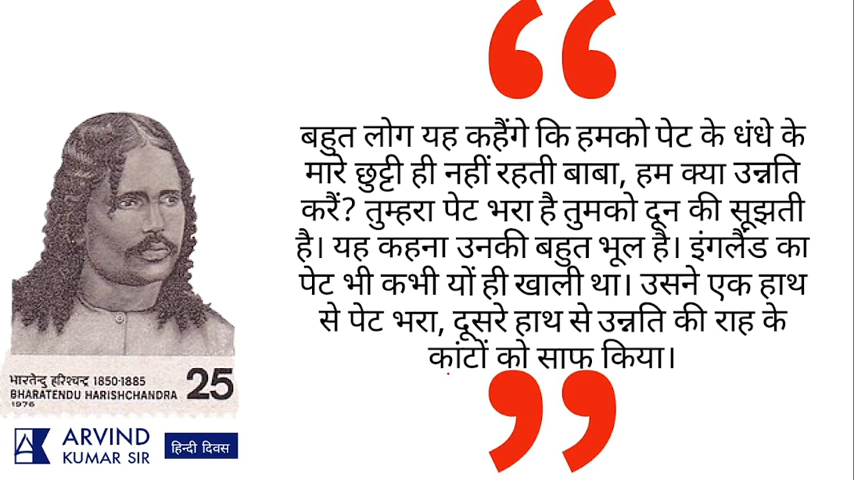 बहुत लोग यह कहैंगे कि हमको पेट के धंधे के
मारे छुट्टी ही नहीं रहती बाबा, हम क्या उन्नति
करैं? तुम्हरा पेट भरा है तुमको दून की सूझती
है। यह कहना उनकी बहुत भूल है। इंगलैंड का
पेट भी कभी यों ही खाली था। उसने एक हाथ
से पेट भरा, दूसरे हाथ से उन्नति की राह के
कांटों को साफ किया।
भारतेन्दु हरिश्चन्द्र 1850-1885
BHARATENDU HARISHCHANDRA
25
1976
ARVIND
KUMAR SIR
हिन्दी दिवस